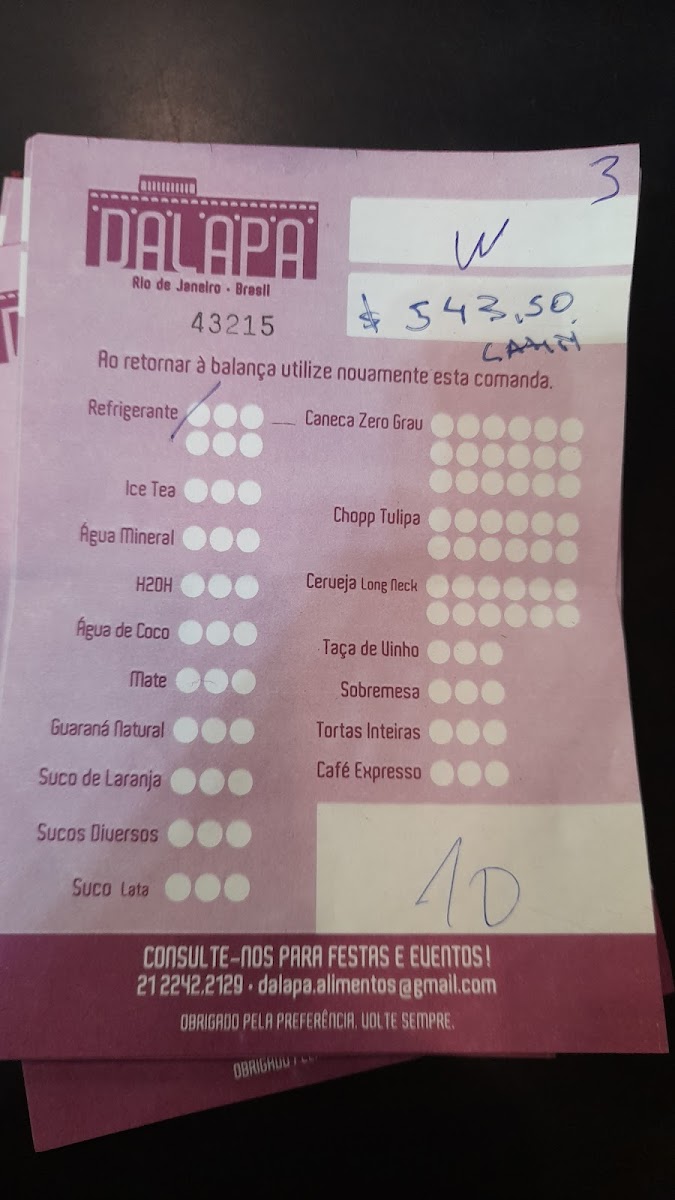 3
DALAPA
Rio de Janeiro - Brasil
W
$ 543,50
43215
Ao retornar à balança utilize novamente esta comanda.
Refrigerante
Caneca Zero Grau
Ice Tea
Chopp Tulipa
Água Mineral
H2OH
Cerveja Long Neck
Água de Coco
Taça de Vinho
Mate
Sobremesa
Guaraná Natural
Tortas Inteiras
Suco de Laranja
Café Expresso
Sucos Diversos
Suco Lata
10
CONSULTE-NOS PARA FESTAS E EVENTOS!
21 2242.2129 • dalapa.alimentos@gmail.com
OBRIGADO PELA PREFERÊNCIA. VOLTE SEMPRE.
OBRIGADO